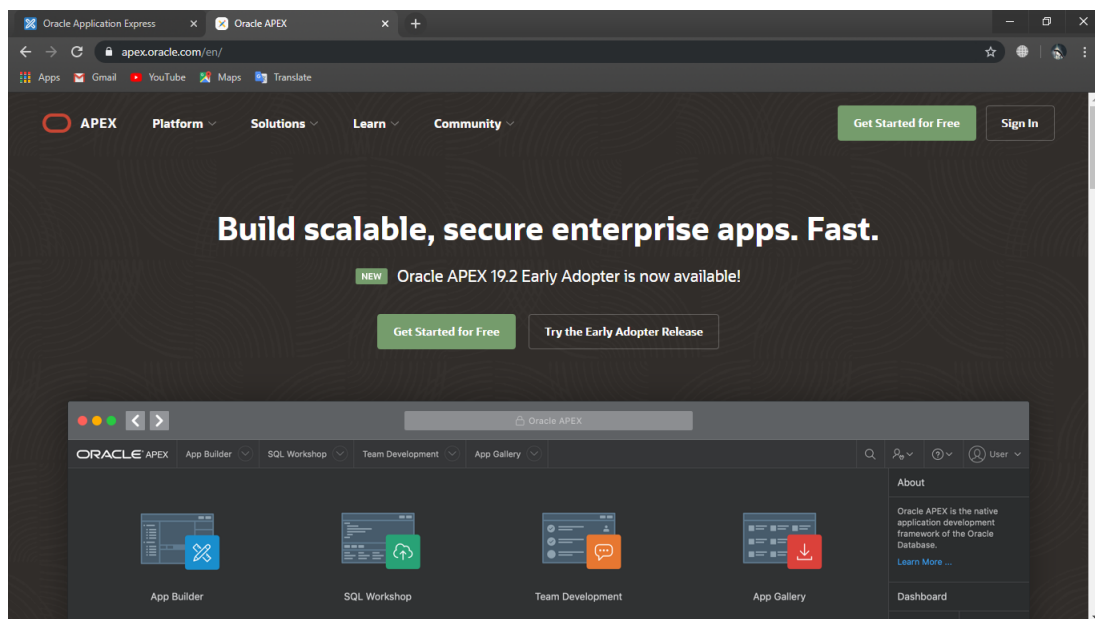 Oracle Application Express
Oracle APEX
apex.oracle.com/en/
Apps Gmail YouTube Maps Translate
APEX Platform Solutions Learn Community Get Started for Free Sign In
Build scalable, secure enterprise apps. Fast.
NEW Oracle APEX 19.2 Early Adopter is now available!
Get Started for Free Try the Early Adopter Release
Oracle APEX
ORACLE APEX App Builder SQL Workshop Team Development App Gallery User
About
Oracle APEX is the native
application development
framework of the Oracle
Database.
Learn More ...
App Builder SQL Workshop Team Development App Gallery
Dashboard